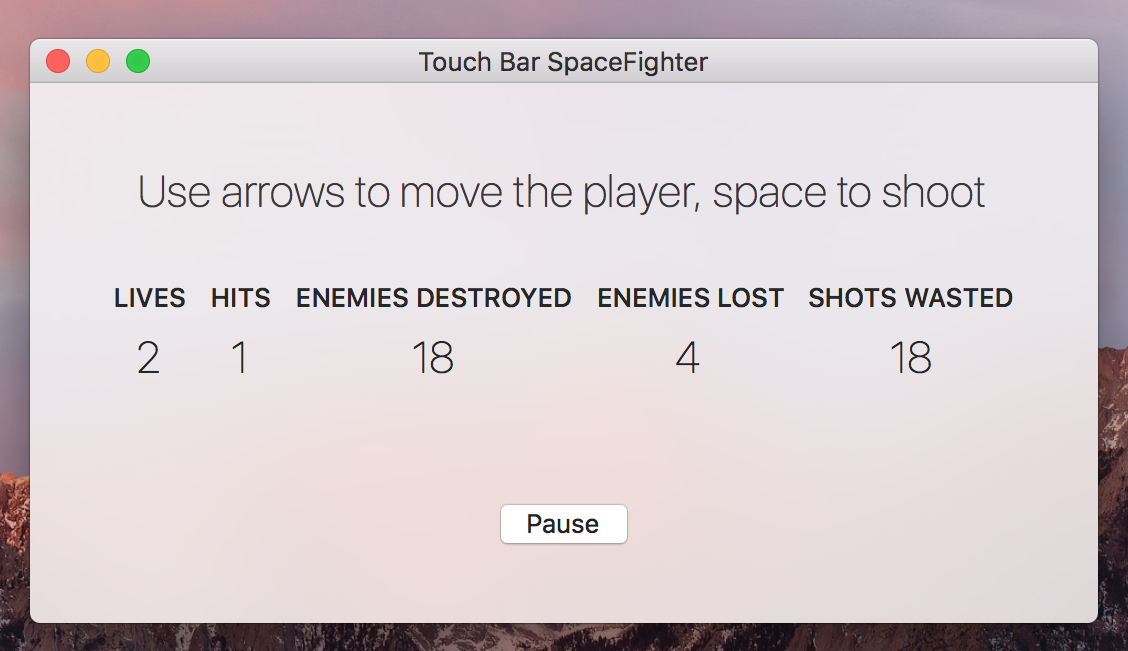 Touch Bar SpaceFighter
Use arrows to move the player, space to shoot
LIVES HITS ENEMIES DESTROYED ENEMIES LOST SHOTS WASTED
2 1 18 4 18
Pause